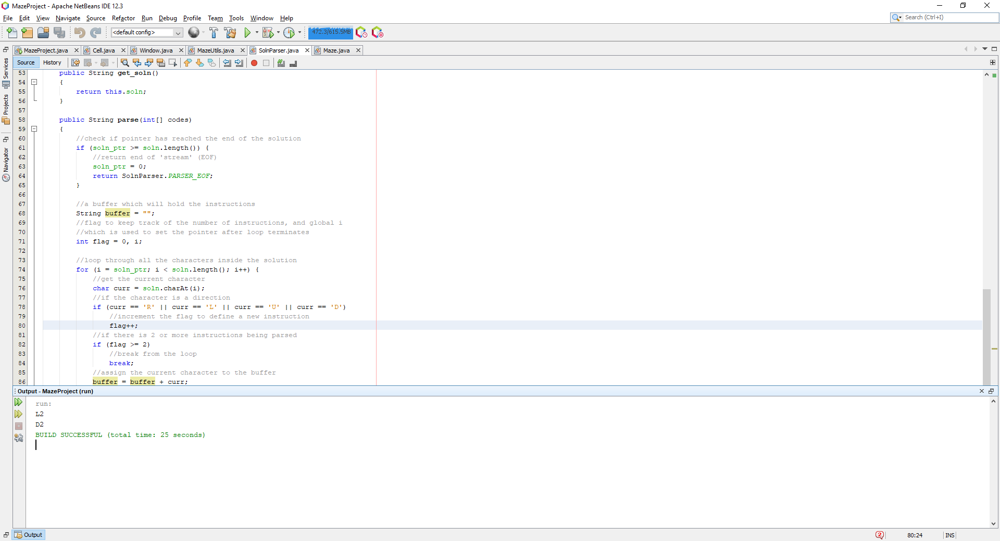 MazeProject - Apache NetBeans IDE 12.3
File Edit View Navigate Source Refactor Run Debug Profile Team Tools Window Help
Search (Ctrl+I)
<default config>
472.3/615.5MB
MazeProject.java Cell.java Window.java MazeUtils.java SolnParser.java Maze.java
Source History
Services
Projects
Navigator
53 public String get_soln()
54 {
55 return this.soln;
56 }
57
58 public String parse(int[] codes)
59 {
60 //check if pointer has reached the end of the solution
61 if (soln_ptr >= soln.length()) {
62 //return end of 'stream' (EOF)
63 soln_ptr = 0;
64 return SolnParser.PARSER_EOF;
65 }
66
67 //a buffer which will hold the instructions
68 String buffer = "";
69 //flag to keep track of the number of instructions, and global i
70 //which is used to set the pointer after loop terminates
71 int flag = 0, i;
72
73 //loop through all the characters inside the solution
74 for (i = soln_ptr; i < soln.length(); i++) {
75 //get the current character
76 char curr = soln.charAt(i);
77 //if the character is a direction
78 if (curr == 'R' || curr == 'L' || curr == 'U' || curr == 'D')
79 //increment the flag to define a new instruction
80 flag++;
81 //if there is 2 or more instructions being parsed
82 if (flag >= 2)
83 //break from the loop
84 break;
85 //assign the current character to the buffer
86 buffer = buffer + curr;
Output - MazeProject (run)
run:
L2
D2
BUILD SUCCESSFUL (total time: 25 seconds)
Output
2
80:24
INS